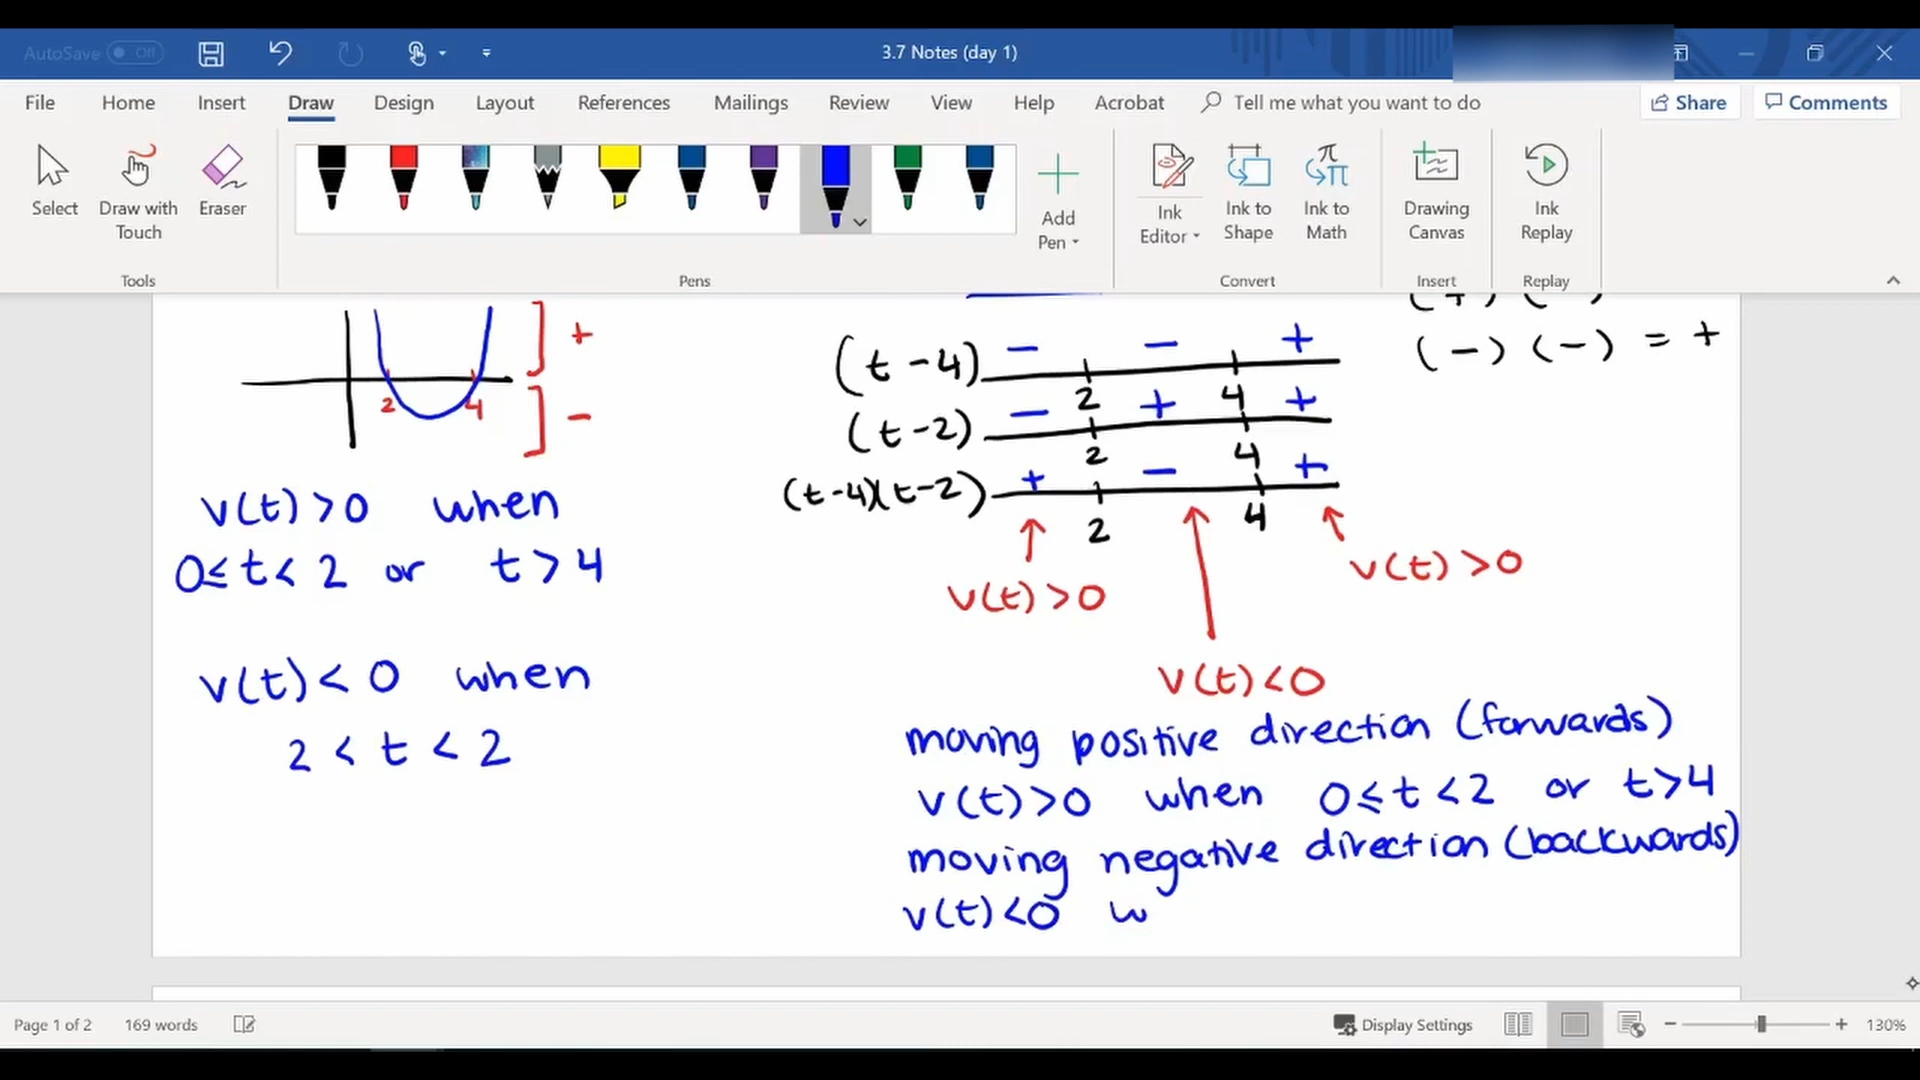 AutoSave Off
3.7 Notes (day 1)
File Home Insert Draw Design Layout References Mailings Review View Help Acrobat Tell me what you want to do Share Comments
Select
Draw with Touch
Eraser
Add Pen
Ink Editor
Ink to Shape
Ink to Math
Drawing Canvas
Ink Replay
Tools Pens Convert Insert Replay
+
2 4
-
v(t)>0 when
0≤t<2 or t>4
v(t)<0 when
2<t<2
(t-4) - - +
2 4
(t-2) - + +
2 4
(t-4)(t-2) + - +
2 4
(-)(-) = +
v(t)>0
v(t)>0
v(t)<0
moving positive direction (forwards)
v(t)>0 when 0≤t<2 or t>4
moving negative direction (backwards)
v(t)<0 w
Page 1 of 2 169 words Display Settings - + 130%